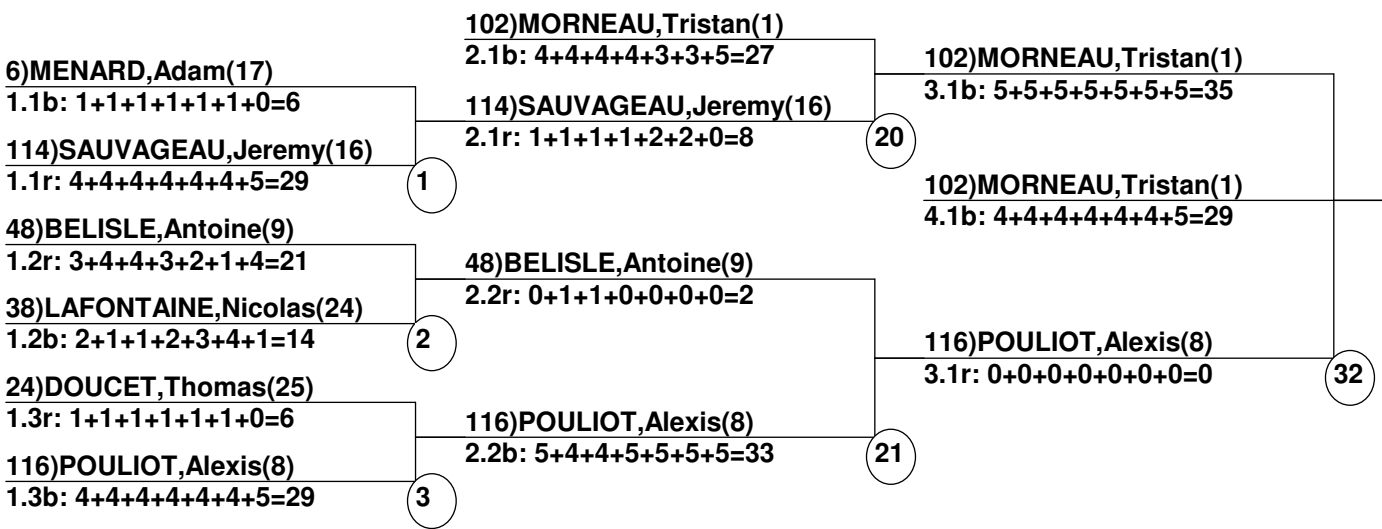 6)MENARD,Adam(17)
1.1b: 1+1+1+1+1+1+0=6
114)SAUVAGEAU,Jeremy(16)
1.1r: 4+4+4+4+4+4+5=29
1
48)BELISLE,Antoine(9)
1.2r: 3+4+4+3+2+1+4=21
38)LAFONTAINE,Nicolas(24)
1.2b: 2+1+1+2+3+4+1=14
2
24)DOUCET,Thomas(25)
1.3r: 1+1+1+1+1+1+0=6
116)POULIOT,Alexis(8)
1.3b: 4+4+4+4+4+4+5=29
3
102)MORNEAU,Tristan(1)
2.1b: 4+4+4+4+3+3+5=27
114)SAUVAGEAU,Jeremy(16)
2.1r: 1+1+1+1+2+2+0=8
20
48)BELISLE,Antoine(9)
2.2r: 0+1+1+0+0+0+0=2
116)POULIOT,Alexis(8)
2.2b: 5+4+4+5+5+5+5=33
21
102)MORNEAU,Tristan(1)
3.1b: 5+5+5+5+5+5+5=35
102)MORNEAU,Tristan(1)
4.1b: 4+4+4+4+4+4+5=29
116)POULIOT,Alexis(8)
3.1r: 0+0+0+0+0+0+0=0
32